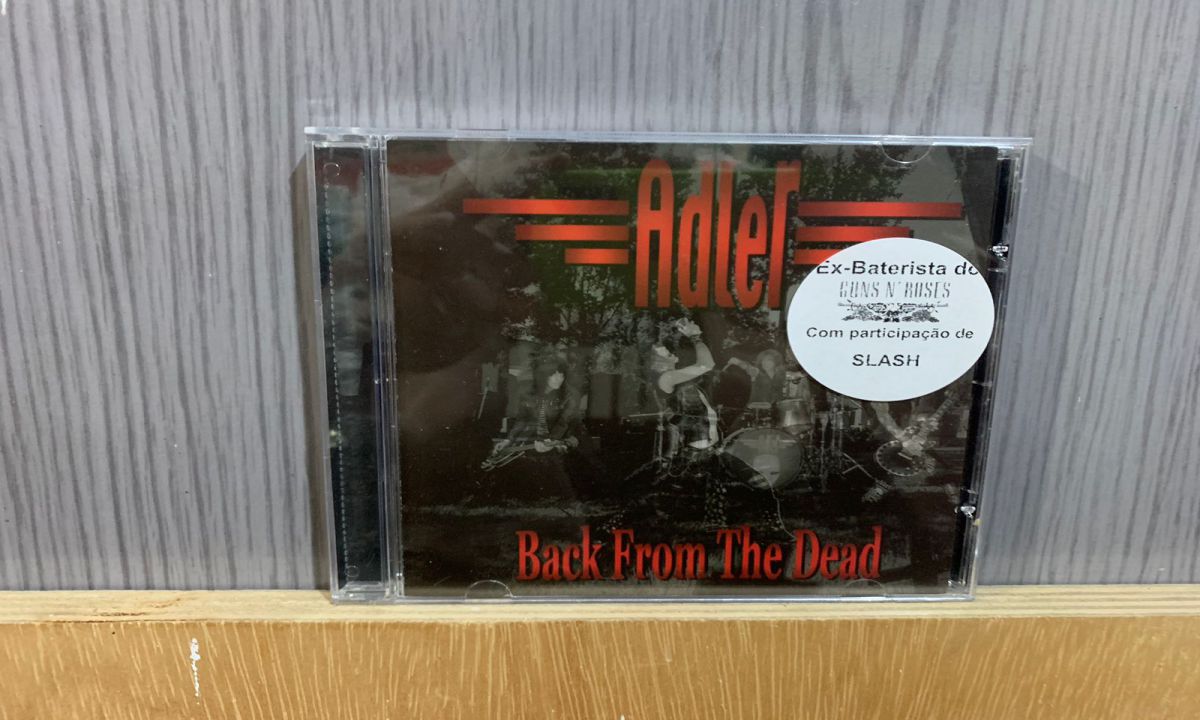 Adler
Ex-Baterista do
GUNS N' ROSES
Com participação de
SLASH
Back From The Dead